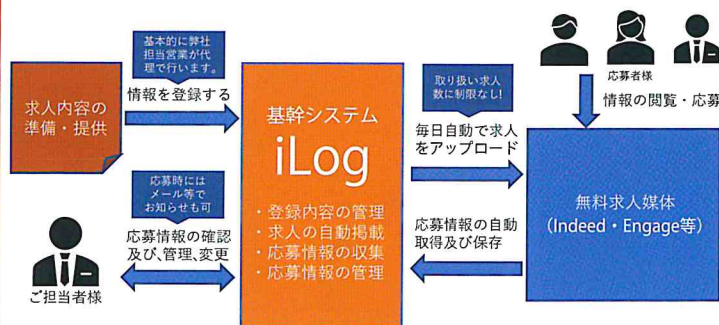 基本的に弊社
担当営業が代
理で行います。
求人内容の
準備・提供
情報を登録する
応募時には
メール等で
お知らせも可
応募情報の確認
及び、管理、変更
ご担当者様
基幹システム
iLog
・登録内容の管理
・求人の自動掲載
・応募情報の収集
・応募情報の管理
取り扱い求人
数に制限なし!
毎日自動で求人
をアップロード
応募情報の自動
取得及び保存
応募者様
情報の閲覧・応募
無料求人媒体
(Indeed・Engage等)